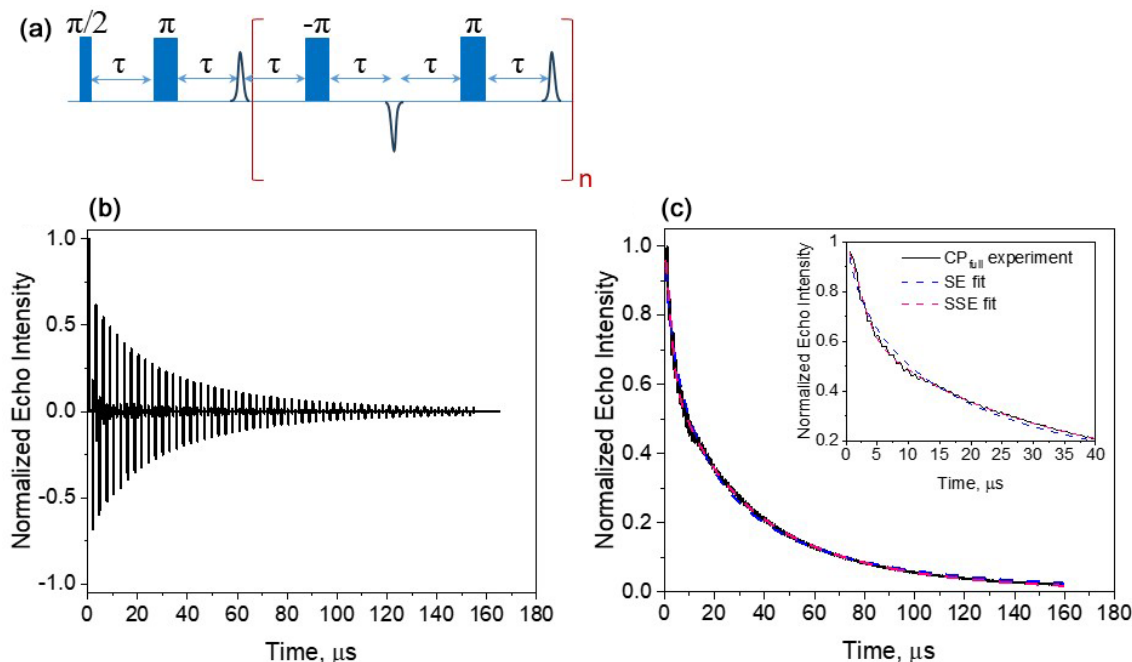 (a)
π/2 π -π π
τ τ τ τ τ τ
n
(b)
Normalized Echo Intensity
1.0
0.5
0.0
-0.5
-1.0
0 20 40 60 80 100 120 140 160 180
Time, μs
(c)
Normalized Echo Intensity
1.0
0.8
0.6
0.4
0.2
0.0
0 20 40 60 80 100 120 140 160 180
Time, μs
Normalized Echo Intensity
1
0.8
0.6
0.4
0.2
0 5 10 15 20 25 30 35 40
Time, μs
CPfull experiment
SE fit
SSE fit